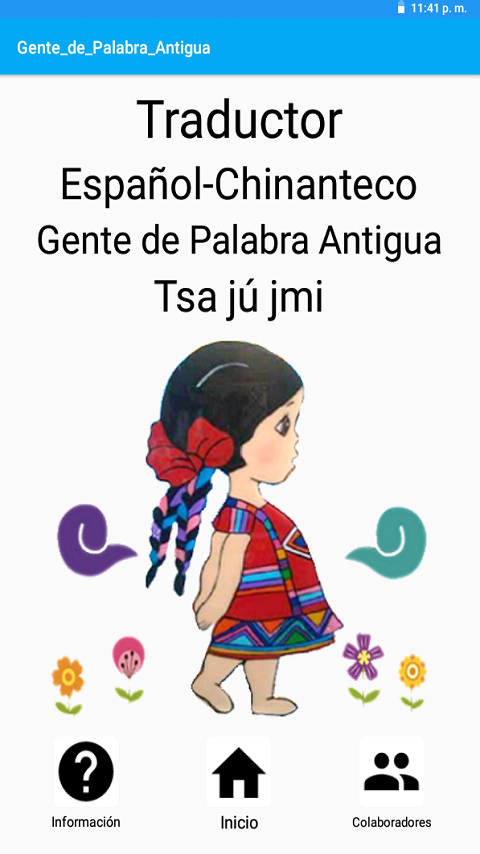 11:41 p. m.
Gente_de_Palabra_Antigua
Traductor
Español-Chinanteco
Gente de Palabra Antigua
Tsa jú jmi
Información
Inicio
Colaboradores